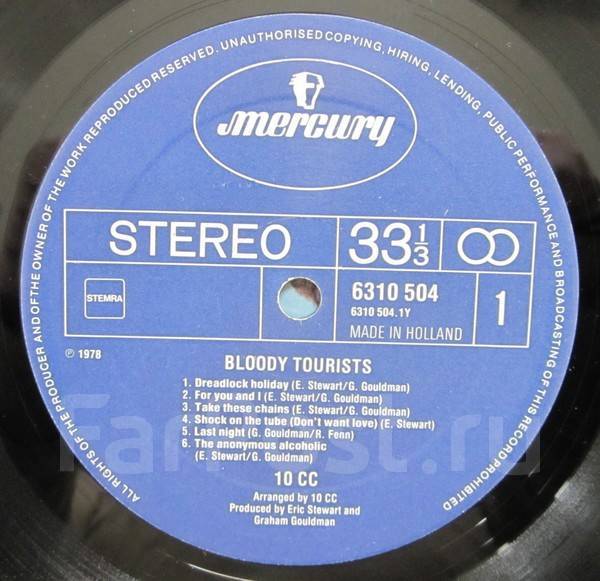 ALL RIGHTS OF THE PRODUCER AND OF THE OWNER OF THE WORK REPRODUCED RESERVED. UNAUTHORISED COPYING, HIRING, LENDING, PUBLIC PERFORMANCE AND BROADCASTING OF THIS RECORD PROHIBITED
mercury
STEREO 33 1/3
STEMRA 6310 504 1
6310 504.1Y
MADE IN HOLLAND
℗ 1978
BLOODY TOURISTS
1. Dreadlock holiday (E. Stewart/G. Gouldman)
2. For you and I (E. Stewart/G. Gouldman)
3. Take these chains (E. Stewart/G. Gouldman)
4. Shock on the tube (Don't want love) (E. Stewart)
5. Last night (G. Gouldman/R. Fenn)
6. The anonymous alcoholic
(E. Stewart/G. Gouldman)
10 CC
Arranged by 10 CC
Produced by Eric Stewart and
Graham Gouldman